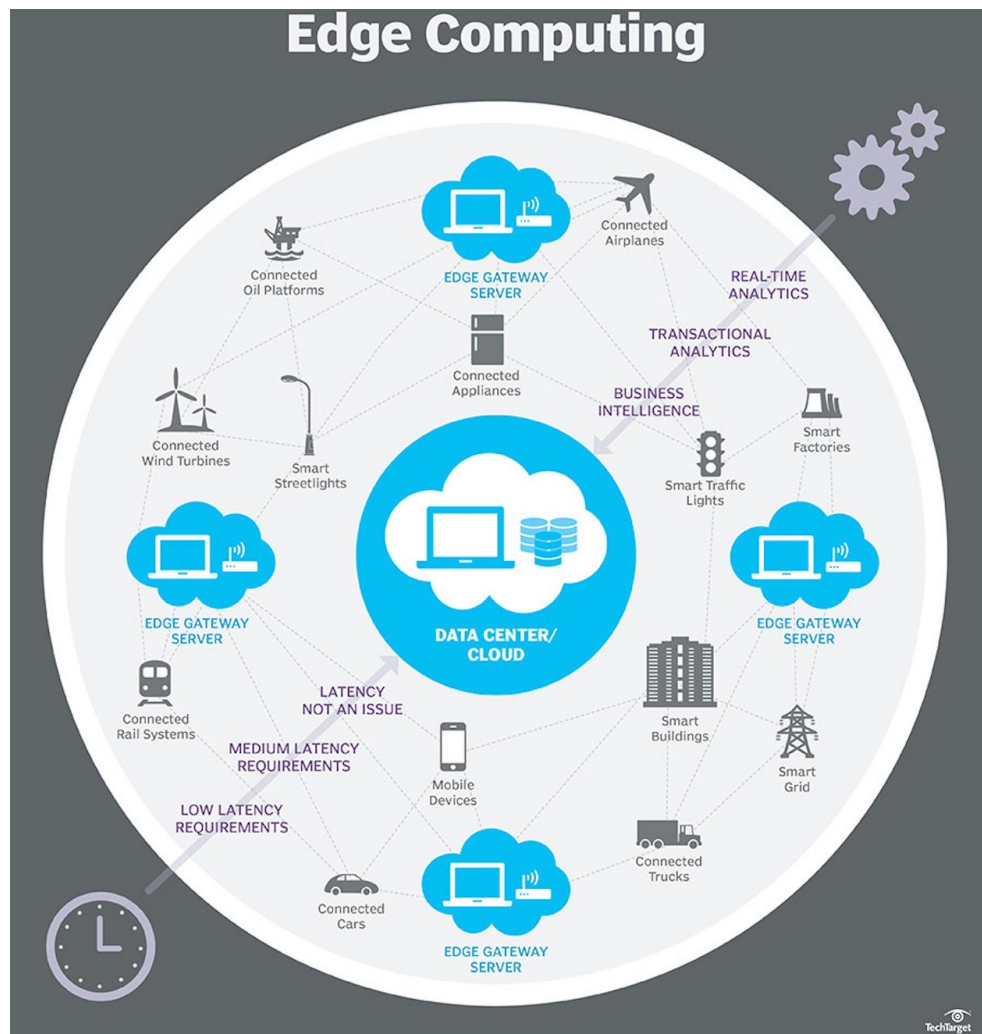 Edge Computing
EDGE GATEWAY
SERVER
Connected
Airplanes
Connected
Oil Platforms
REAL-TIME
ANALYTICS
TRANSACTIONAL
ANALYTICS
BUSINESS
INTELLIGENCE
Connected
Appliances
Connected
Wind Turbines
Smart
Streetlights
Smart Traffic
Lights
Smart
Factories
EDGE GATEWAY
SERVER
DATA CENTER/
CLOUD
EDGE GATEWAY
SERVER
Connected
Rail Systems
LATENCY
NOT AN ISSUE
MEDIUM LATENCY
REQUIREMENTS
LOW LATENCY
REQUIREMENTS
Mobile
Devices
Smart
Buildings
Smart
Grid
Connected
Cars
EDGE GATEWAY
SERVER
Connected
Trucks
TechTarget